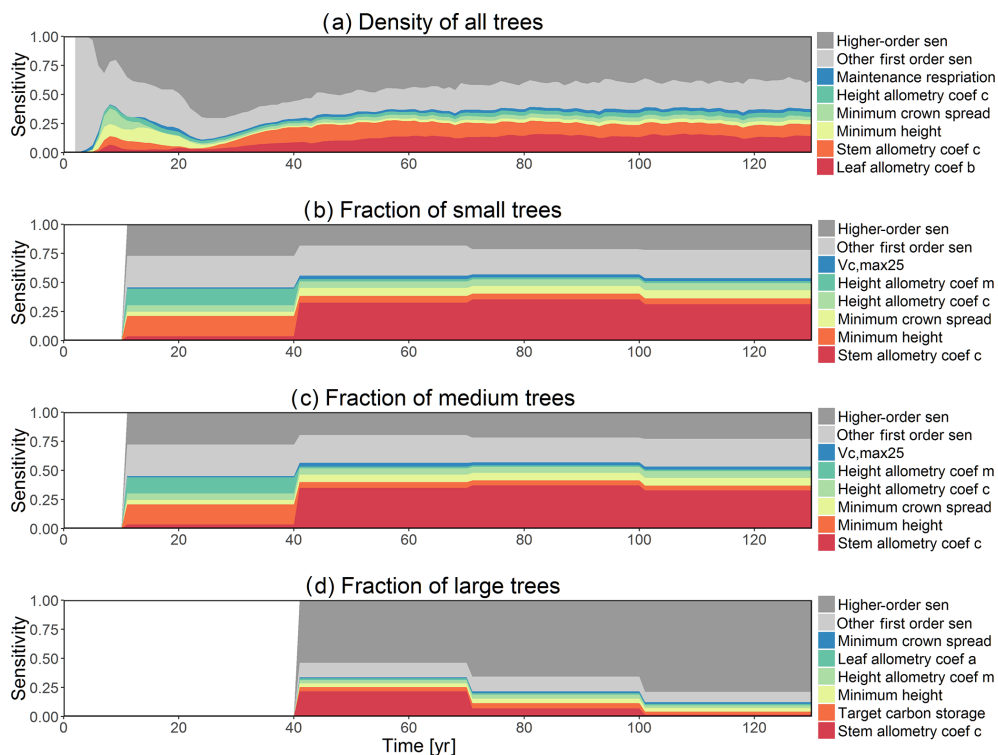 (a) Density of all trees
Sensitivity
1.00
0.75
0.50
0.25
0.00
0 20 40 60 80 100 120
Higher-order sen
Other first order sen
Maintenance respriation
Height allometry coef c
Minimum crown spread
Minimum height
Stem allometry coef c
Leaf allometry coef b
(b) Fraction of small trees
Sensitivity
1.00
0.75
0.50
0.25
0.00
0 20 40 60 80 100 120
Higher-order sen
Other first order sen
Vc,max25
Height allometry coef m
Height allometry coef c
Minimum crown spread
Minimum height
Stem allometry coef c
(c) Fraction of medium trees
Sensitivity
1.00
0.75
0.50
0.25
0.00
0 20 40 60 80 100 120
Higher-order sen
Other first order sen
Vc,max25
Height allometry coef m
Height allometry coef c
Minimum crown spread
Minimum height
Stem allometry coef c
(d) Fraction of large trees
Sensitivity
1.00
0.75
0.50
0.25
0.00
0 20 40 60 80 100 120
Time [yr]
Higher-order sen
Other first order sen
Minimum crown spread
Leaf allometry coef a
Height allometry coef m
Minimum height
Target carbon storage
Stem allometry coef c